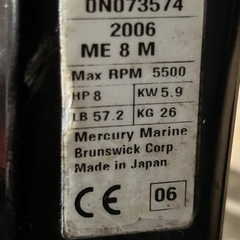 0N073574
2006
ME 8 M
Max RPM 5500
HP 8 KW 5.9
LB 57.2 KG 26
Mercury Marine
Brunswick Corp.
Made in Japan
CE 06